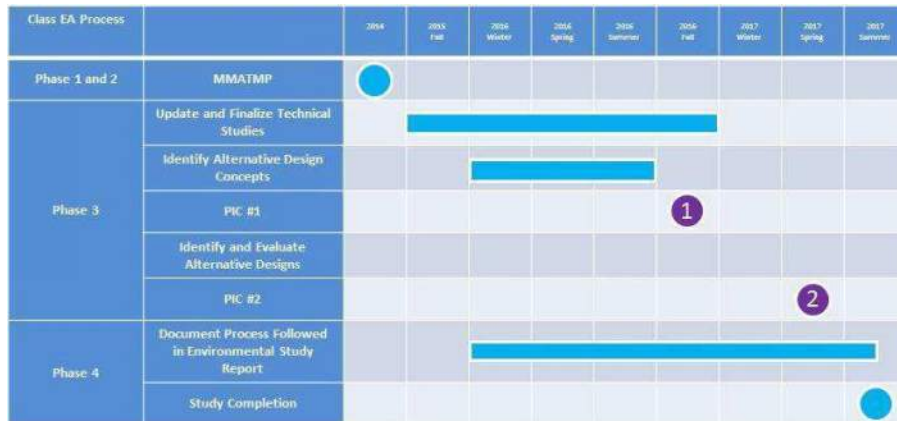 Class EA Process
2014
2015
Fall
2016
Winter
2016
Spring
2016
Summer
2016
Fall
2017
Winter
2017
Spring
2017
Summer
Phase 1 and 2
MMATMP
Phase 3
Update and Finalize Technical
Studies
Identify Alternative Design
Concepts
PIC #1
1
Identify and Evaluate
Alternative Designs
PIC #2
2
Phase 4
Document Process Followed
in Environmental Study
Report
Study Completion